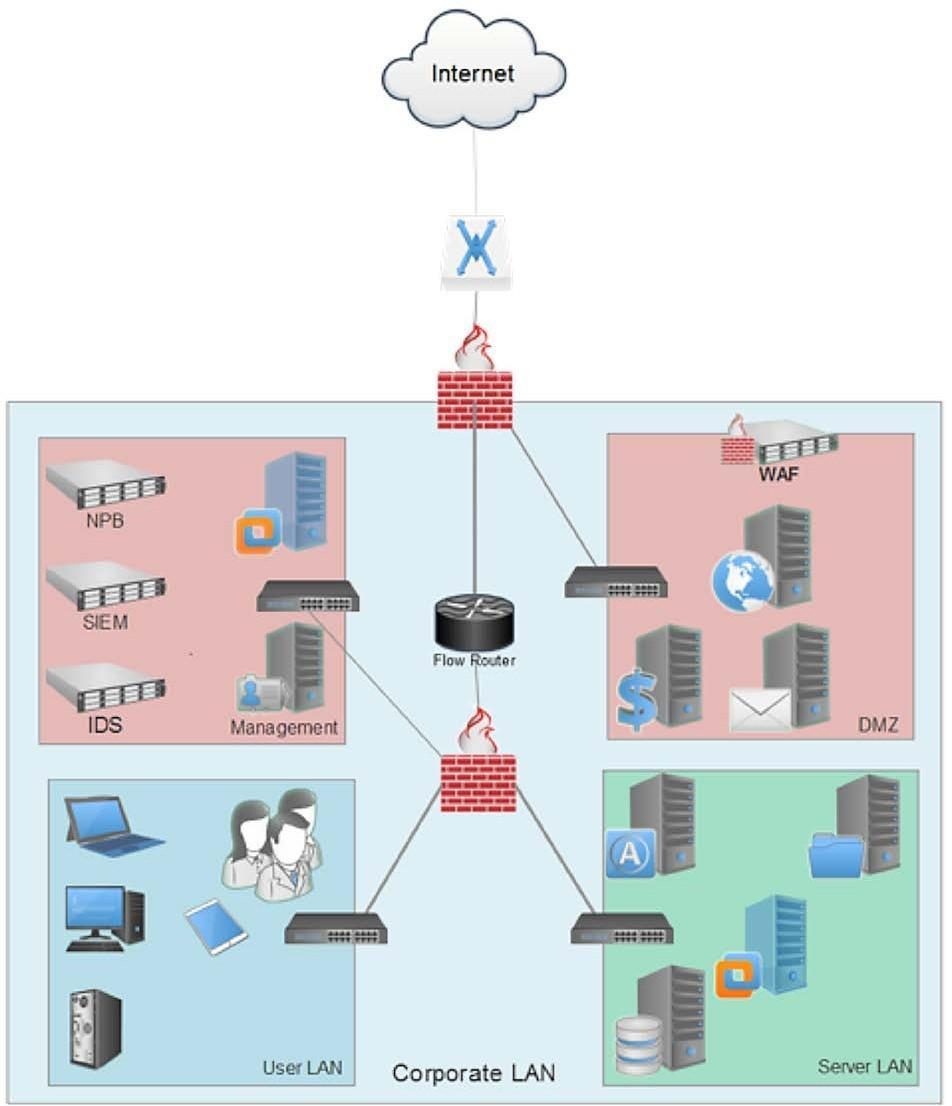 Internet
WAF
NPB
SIEM
Flow Router
IDS
Management
DMZ
A
$
User LAN
Corporate LAN
Server LAN